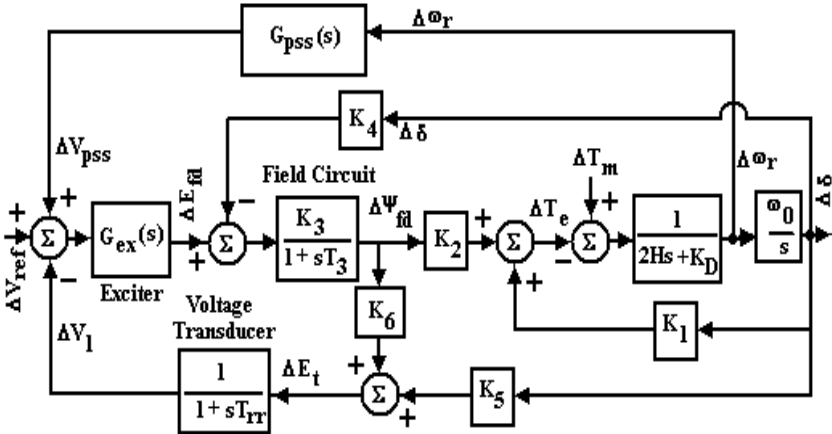 G_pss(s)
Δω_r
K_4
Δδ
ΔV_pss
ΔE_fd
Field Circuit
ΔT_m
Δω_r
Δδ
+
+
−
+
ΔV_ref
Σ
G_ex(s)
Exciter
+
−
Σ
K_3
1 + sT_3
ΔΨ_fd
K_2
+
+
Σ
ΔT_e
+
−
Σ
1
2Hs + K_D
ω_0
s
K_6
K_1
Voltage
Transducer
ΔV_1
1
1 + sT_rr
ΔE_t
+
+
Σ
K_5